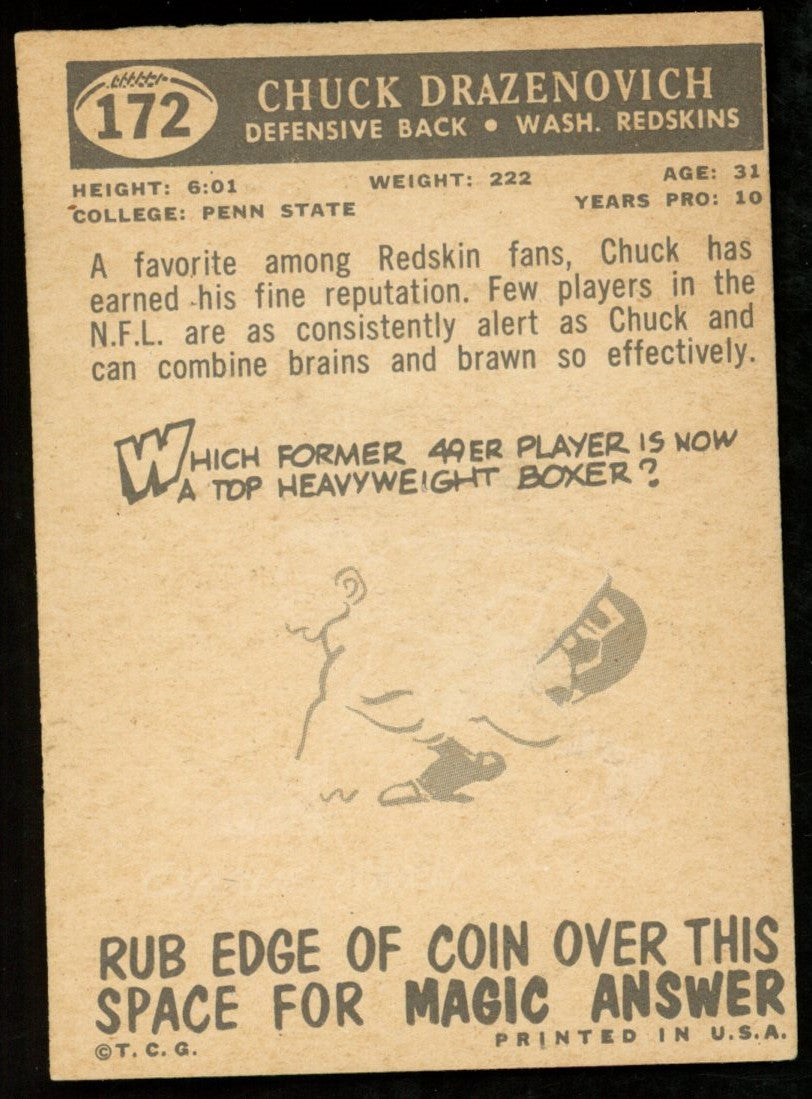 172
CHUCK DRAZENOVICH
DEFENSIVE BACK • WASH. REDSKINS
HEIGHT: 6:01 WEIGHT: 222 AGE: 31
COLLEGE: PENN STATE YEARS PRO: 10
A favorite among Redskin fans, Chuck has
earned his fine reputation. Few players in the
N.F.L. are as consistently alert as Chuck and
can combine brains and brawn so effectively.
WHICH FORMER 49ER PLAYER IS NOW
A TOP HEAVYWEIGHT BOXER?
RUB EDGE OF COIN OVER THIS
SPACE FOR MAGIC ANSWER
©T.C.G. PRINTED IN U.S.A.